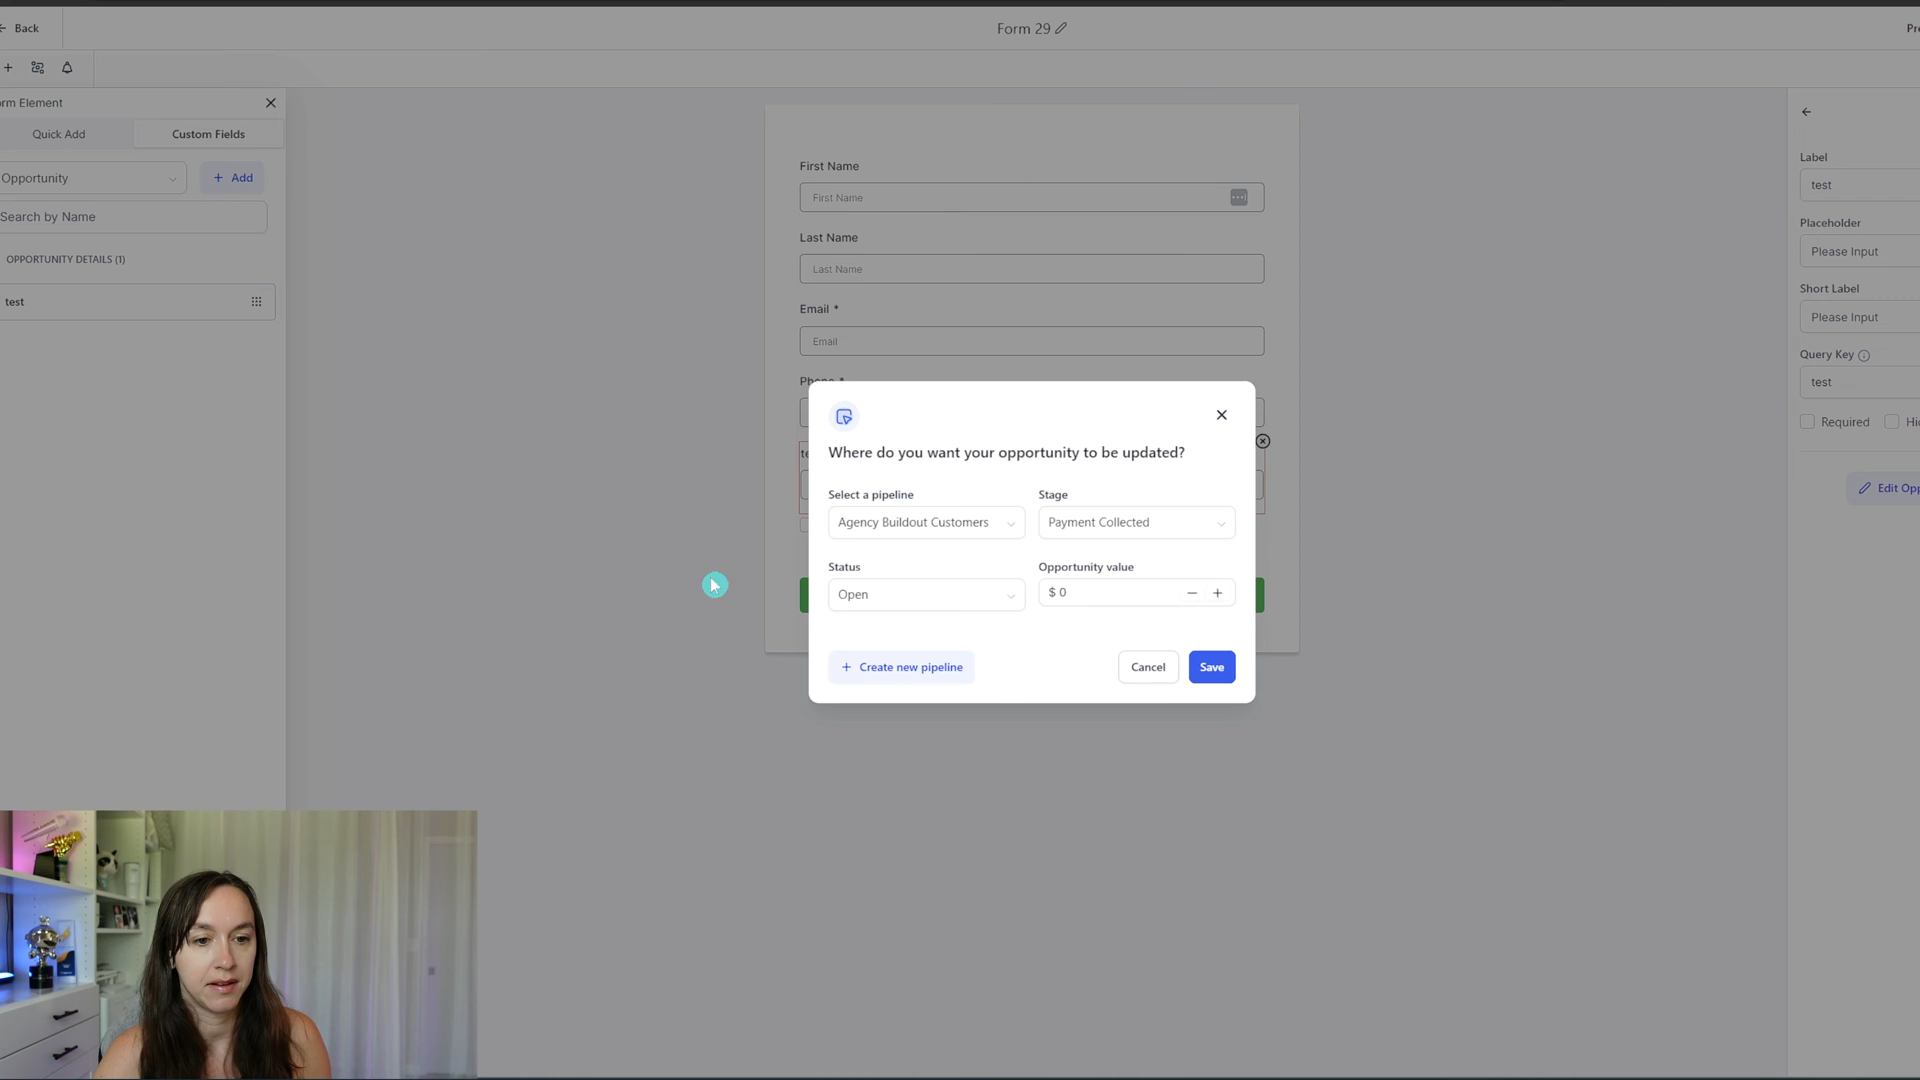 Back
Form 29
Form Element
Quick Add
Custom Fields
Opportunity
+ Add
Search by Name
OPPORTUNITY DETAILS (1)
test
First Name
First Name
Last Name
Last Name
Email *
Email
Phone *
Where do you want your opportunity to be updated?
Select a pipeline
Stage
Agency Buildout Customers
Payment Collected
Status
Opportunity value
Open
$ 0
+ Create new pipeline
Cancel
Save
Label
test
Placeholder
Please Input
Short Label
Please Input
Query Key
test
Required
Edit Opp